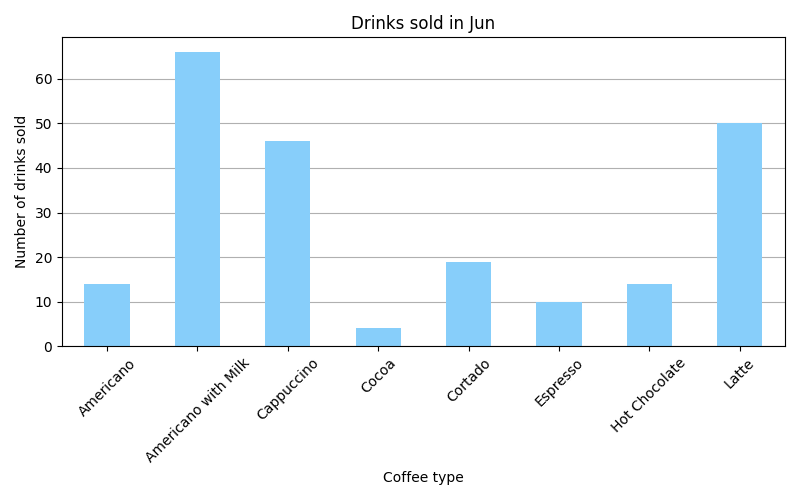 Drinks sold in Jun
Number of drinks sold
60
50
40
30
20
10
0
Americano
Americano with Milk
Cappuccino
Cocoa
Cortado
Espresso
Hot Chocolate
Latte
Coffee type